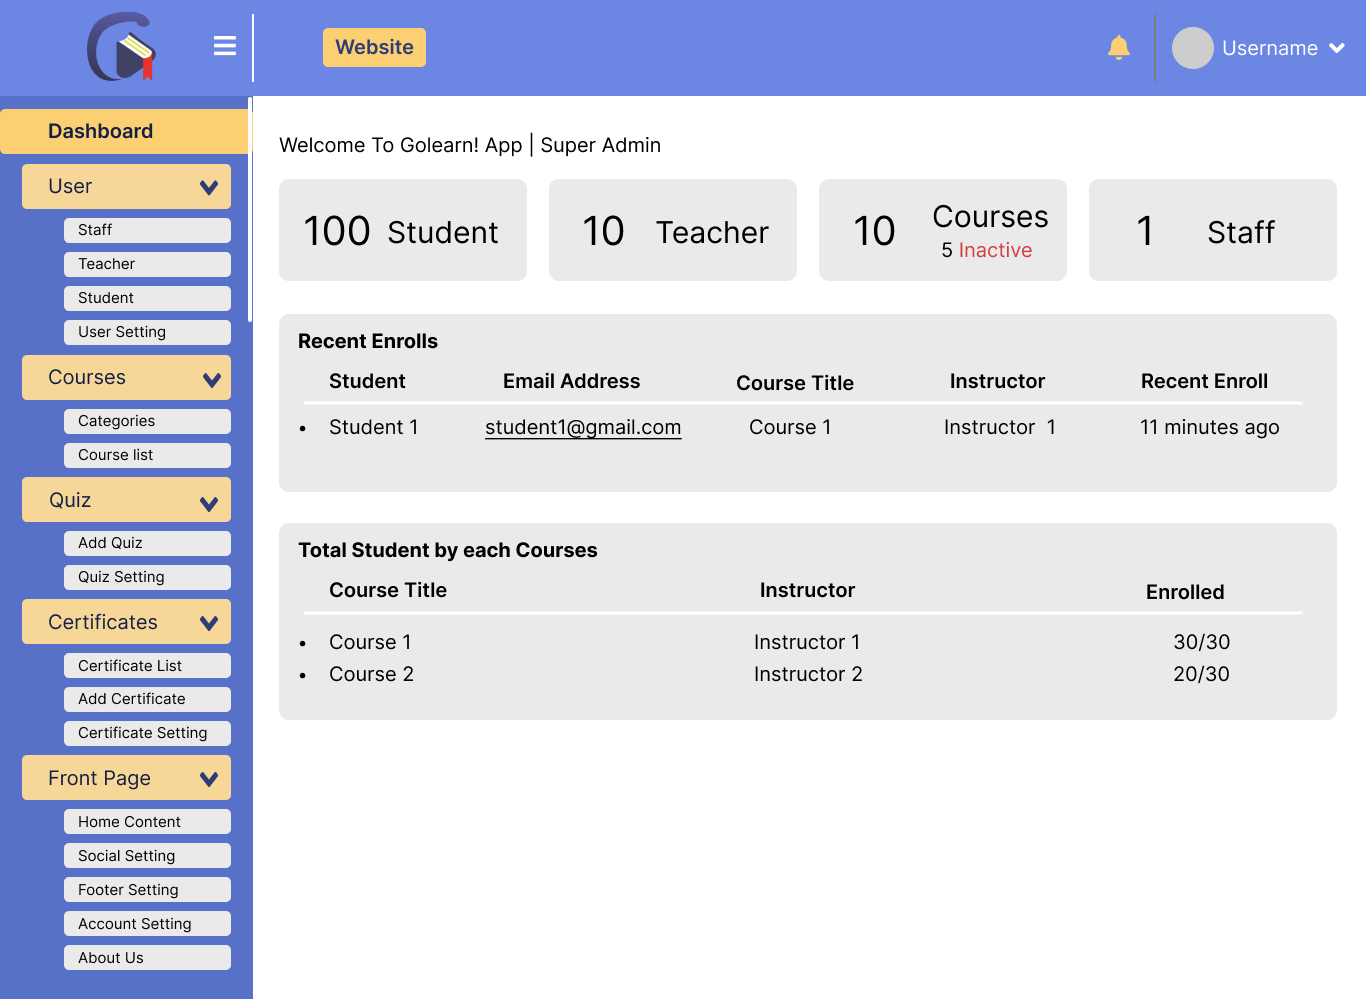 Website
Username
Dashboard
User
Staff
Teacher
Student
User Setting
Courses
Categories
Course list
Quiz
Add Quiz
Quiz Setting
Certificates
Certificate List
Add Certificate
Certificate Setting
Front Page
Home Content
Social Setting
Footer Setting
Account Setting
About Us
Welcome To Golearn! App | Super Admin
100 Student
10 Teacher
10 Courses
5 Inactive
1 Staff
Recent Enrolls
Student Email Address Course Title Instructor Recent Enroll
• Student 1 student1@gmail.com Course 1 Instructor 1 11 minutes ago
Total Student by each Courses
Course Title Instructor Enrolled
• Course 1 Instructor 1 30/30
• Course 2 Instructor 2 20/30